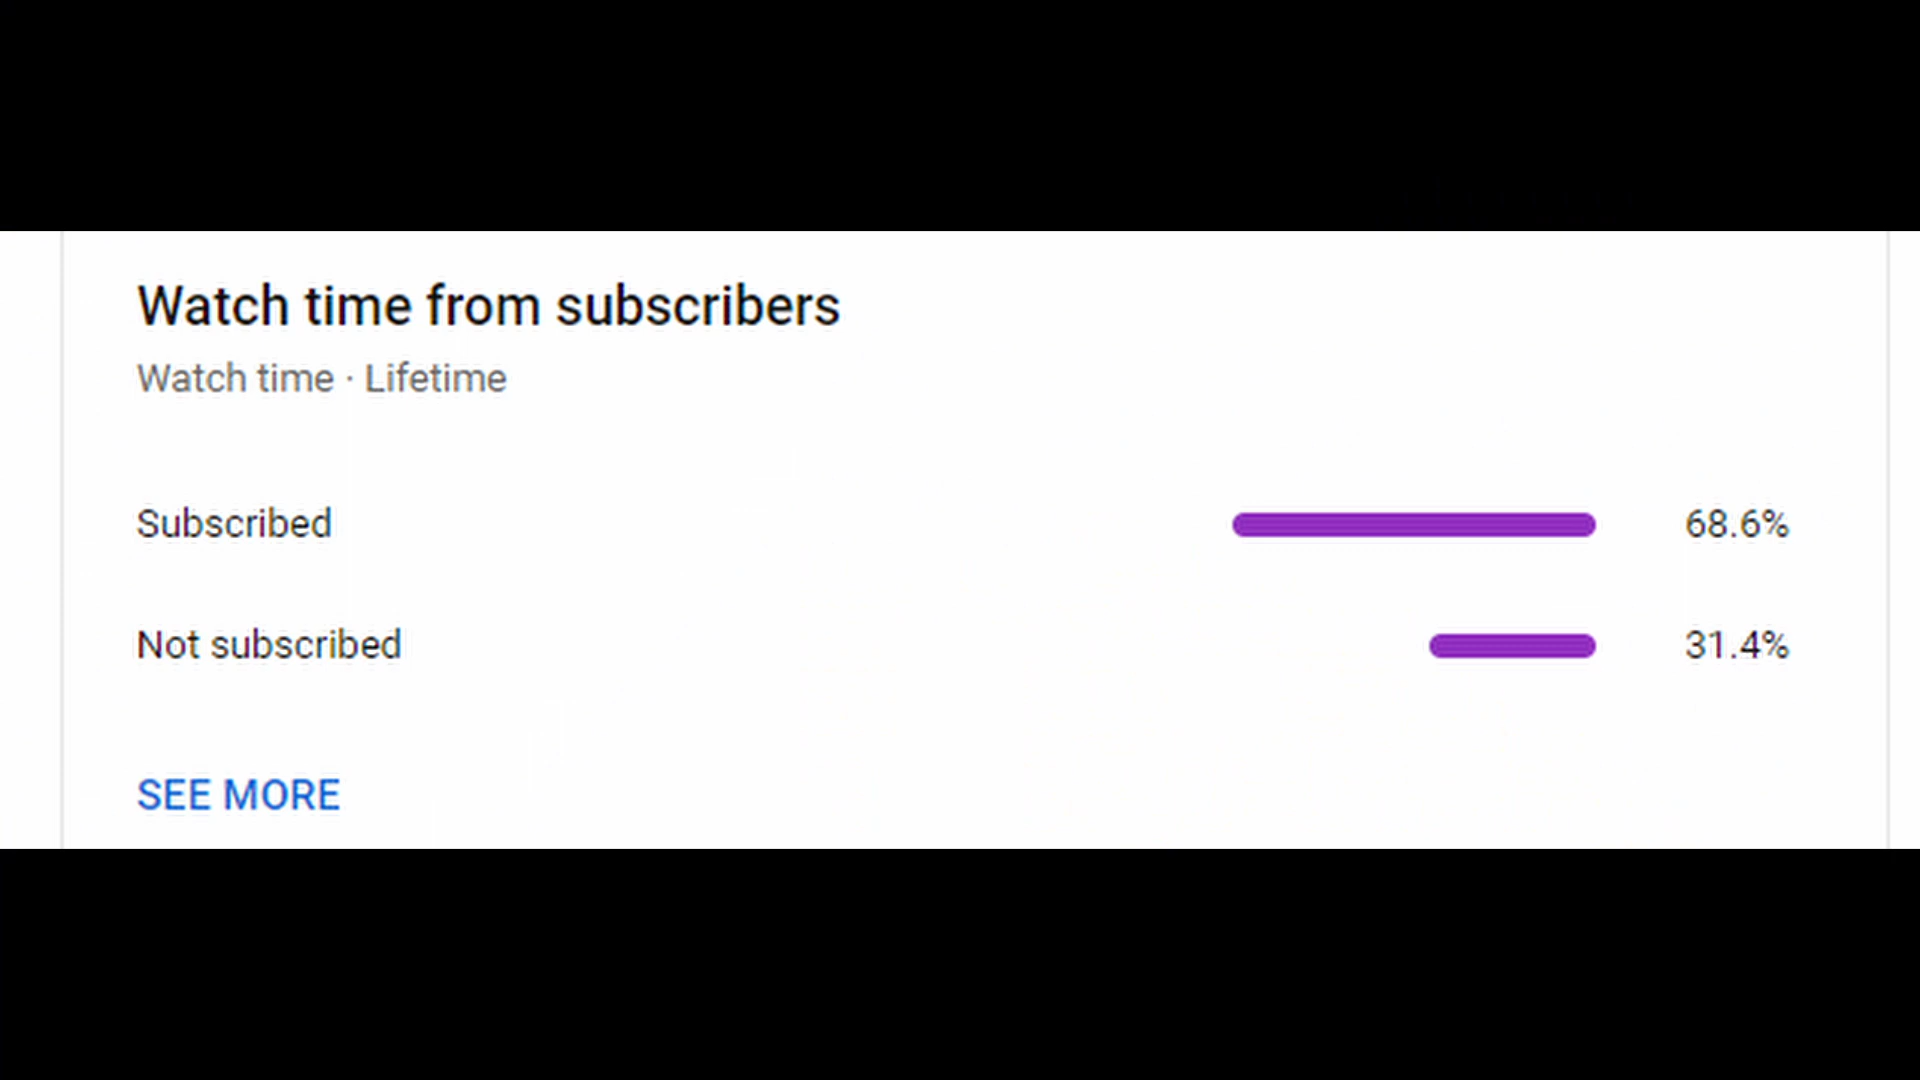 Watch time from subscribers
Watch time · Lifetime
Subscribed 68.6%
Not subscribed 31.4%
SEE MORE